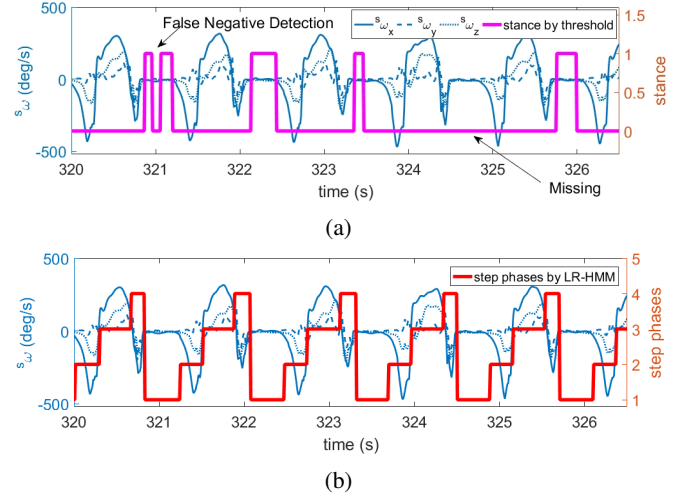 500
0
-500
ˢω (deg/s)
False Negative Detection
ˢωₓ ˢω_y ˢω_z stance by threshold
1.5
1
0.5
0
stance
Missing
320 321 322 323 324 325 326
time (s)
(a)
500
0
-500
ˢω (deg/s)
step phases by LR-HMM
5
4
3
2
1
step phases
320 321 322 323 324 325 326
time (s)
(b)